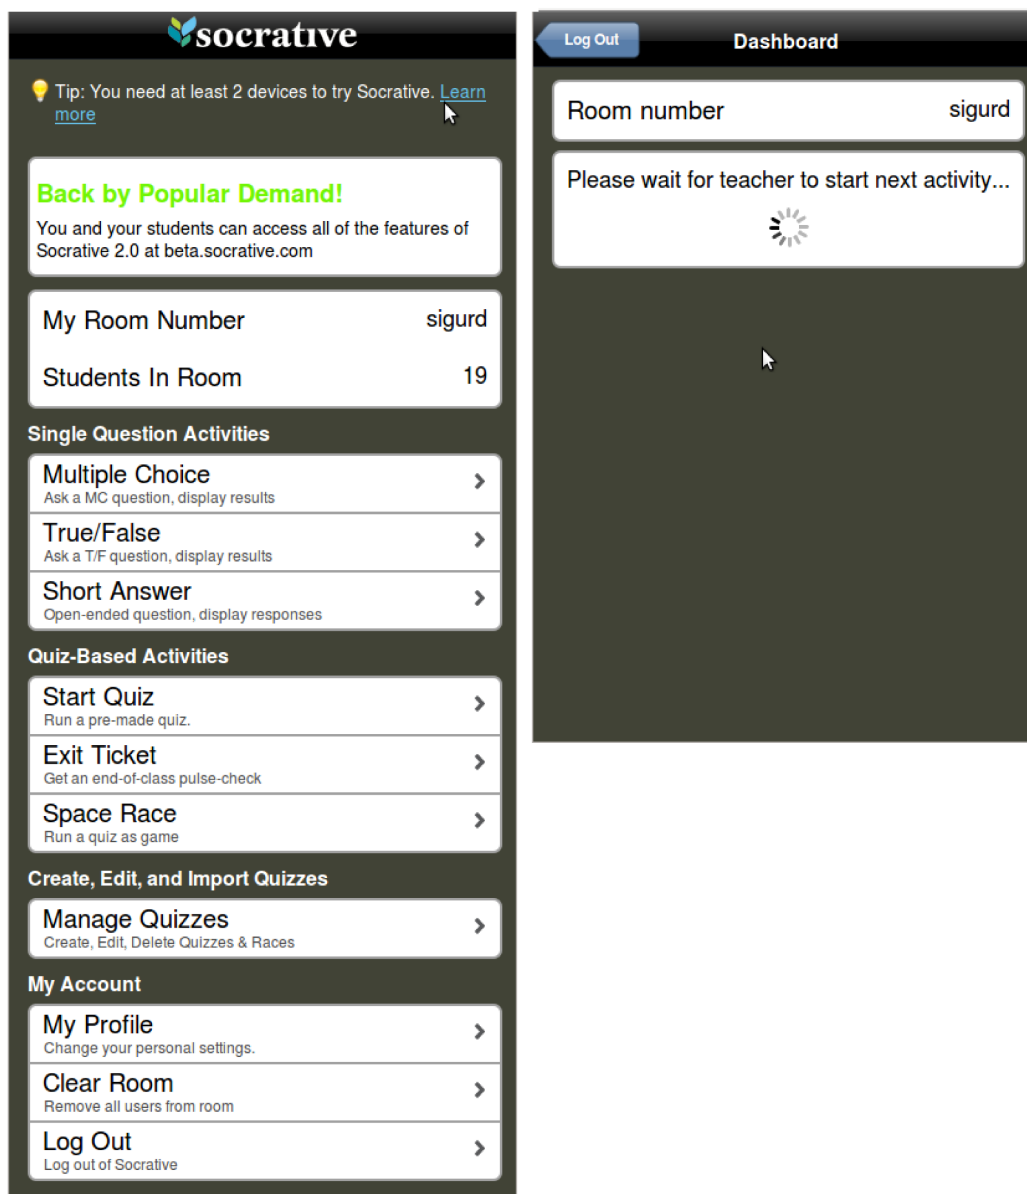 socrative
Tip: You need at least 2 devices to try Socrative. Learn
more
Back by Popular Demand!
You and your students can access all of the features of
Socrative 2.0 at beta.socrative.com
My Room Number sigurd
Students In Room 19
Single Question Activities
Multiple Choice
Ask a MC question, display results
True/False
Ask a T/F question, display results
Short Answer
Open-ended question, display responses
Quiz-Based Activities
Start Quiz
Run a pre-made quiz.
Exit Ticket
Get an end-of-class pulse-check
Space Race
Run a quiz as game
Create, Edit, and Import Quizzes
Manage Quizzes
Create, Edit, Delete Quizzes & Races
My Account
My Profile
Change your personal settings.
Clear Room
Remove all users from room
Log Out
Log out of Socrative
Log Out Dashboard
Room number sigurd
Please wait for teacher to start next activity...